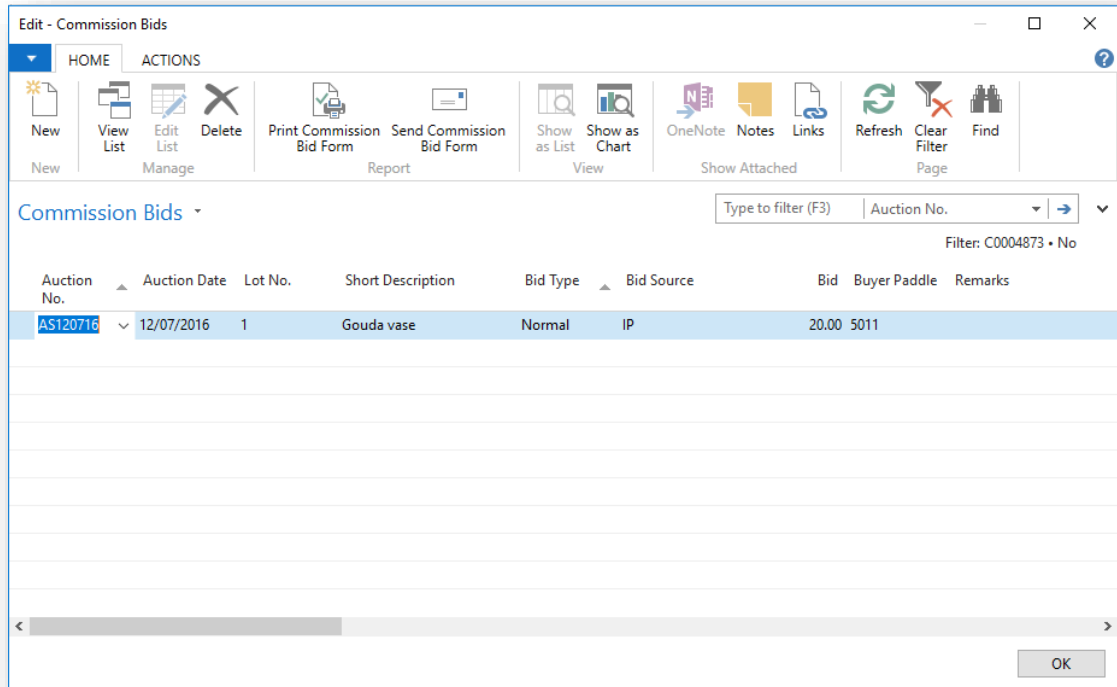 Edit - Commission Bids
HOME ACTIONS
New View List Edit List Delete Print Commission Bid Form Send Commission Bid Form Show as List Show as Chart OneNote Notes Links Refresh Clear Filter Find
New Manage Report View Show Attached Page
Commission Bids Type to filter (F3) Auction No.
Filter: C0004873 • No
Auction No. Auction Date Lot No. Short Description Bid Type Bid Source Bid Buyer Paddle Remarks
AS120716 12/07/2016 1 Gouda vase Normal IP 20.00 5011
OK